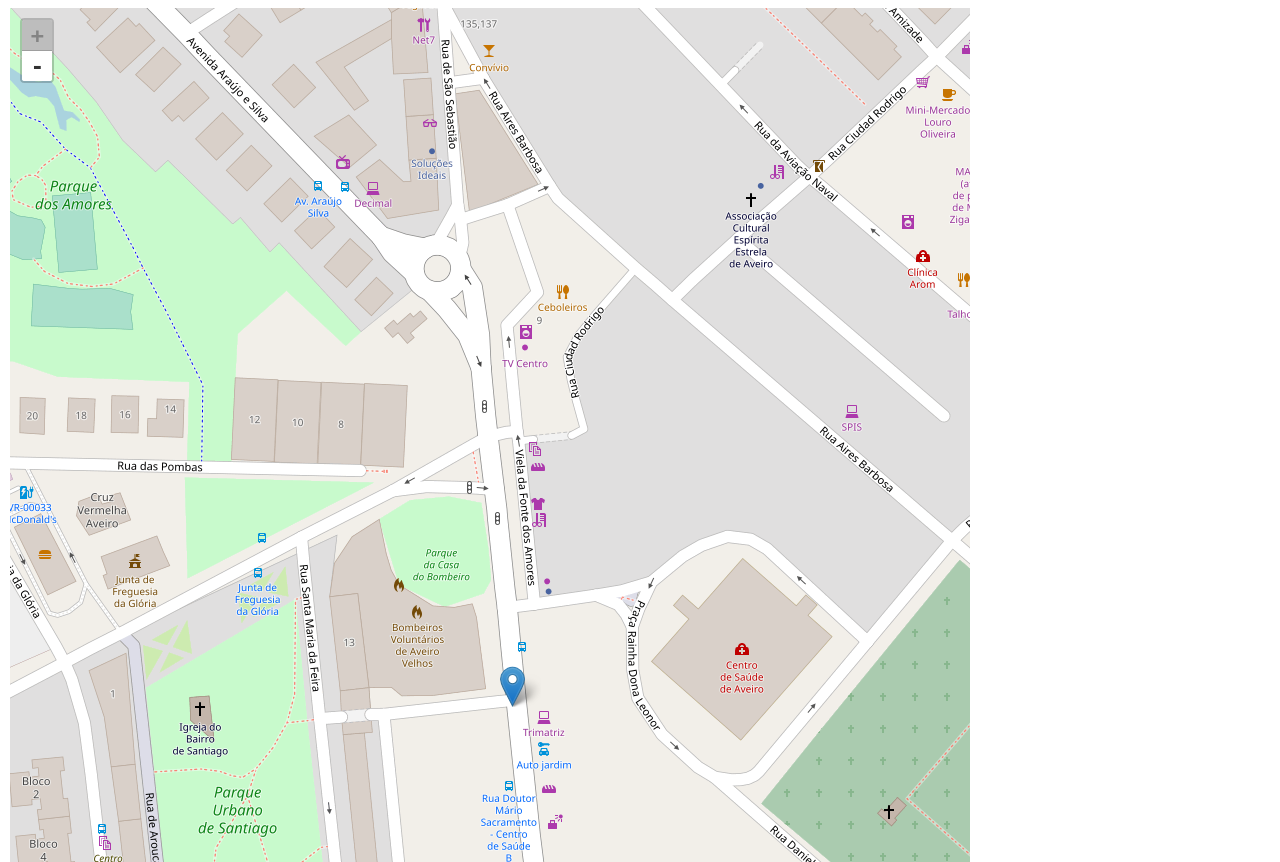 +
-
Avenida Araújo e Silva
Net7
135,137
Convívio
Rua de São Sebastião
Rua Aires Barbosa
Amizade
Mini-Mercado
Louro
Oliveira
Rua Ciudad Rodrigo
Rua da Aviação Naval
Soluções
Ideais
Av. Araújo
Silva
Decimal
Parque
dos Amores
Associação
Cultural
Espírita
Estrela
de Aveiro
MA
(a
de p
de M
Ziga
Clínica
Arom
Talho
Ceboleiros
9
TV Centro
Rua Ciudad Rodrigo
20
18
16
14
12
10
8
SPIS
Rua Aires Barbosa
Rua das Pombas
Viela da Fonte dos Amores
VR-00033
McDonald's
Cruz
Vermelha
Aveiro
Junta de
Freguesia
da Glória
Junta de
Freguesia
da Glória
ia da Glória
Rua Santa Maria da Feira
Parque
da Casa
do Bombeiro
Bombeiros
Voluntários
de Aveiro
Velhos
13
1
Praça Rainha Dona Leonor
Centro
de Saúde
de Aveiro
Igreja do
Bairro
de Santiago
Trimatriz
Auto jardim
Rua Doutor
Mário
Sacramento
- Centro
de Saúde
B
Bloco
2
Bloco
4
Parque
Urbano
de Santiago
Rua de Arouc
Centro
Rua Daniel